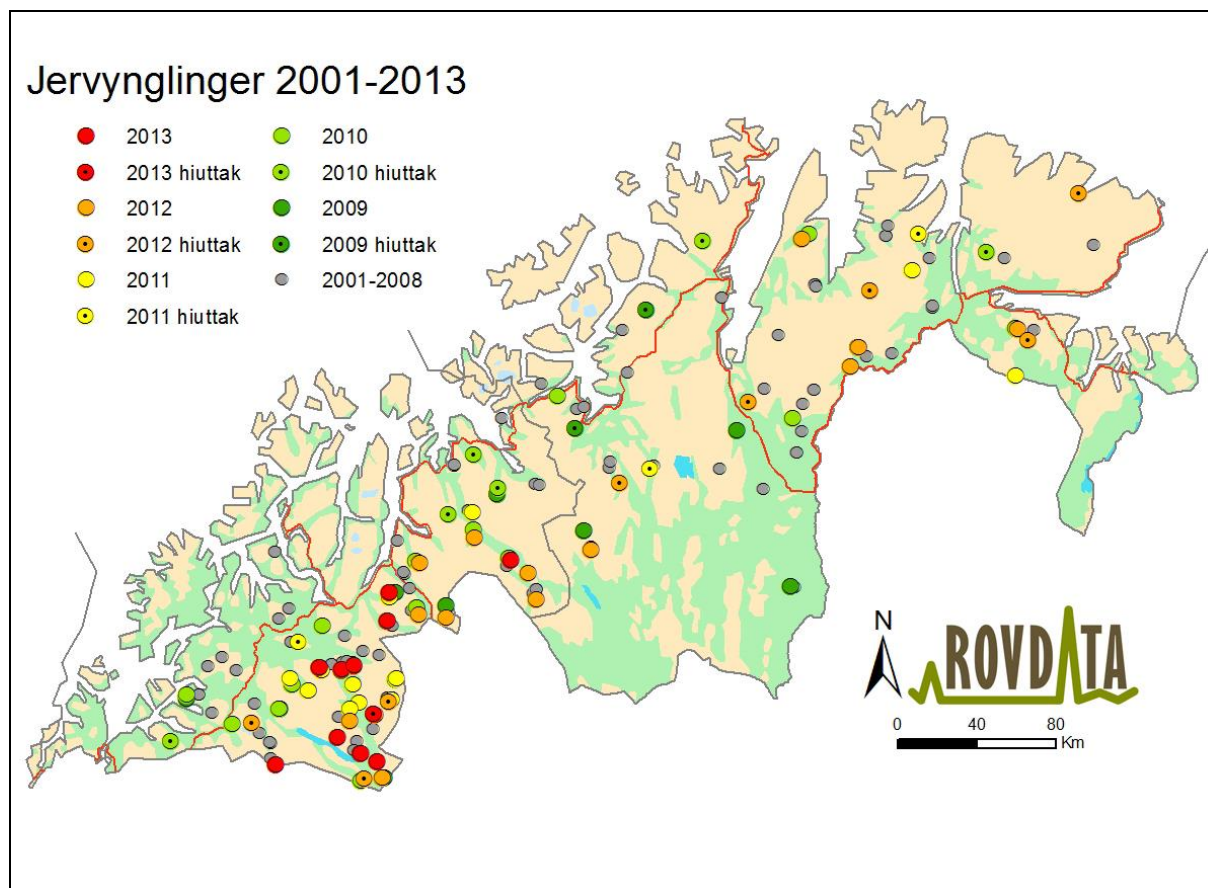 Jervynglinger 2001-2013
2013
2013 hiuttak
2012
2012 hiuttak
2011
2011 hiuttak
2010
2010 hiuttak
2009
2009 hiuttak
2001-2008
N
ROVDATA
0 40 80
Km